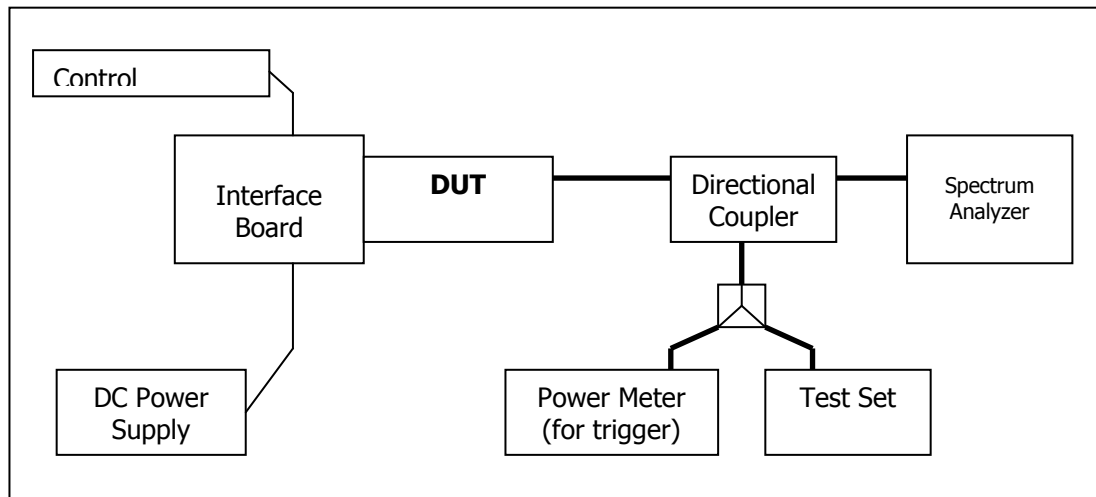 Control
Interface
Board
DUT
Directional
Coupler
Spectrum
Analyzer
DC Power
Supply
Power Meter
(for trigger)
Test Set